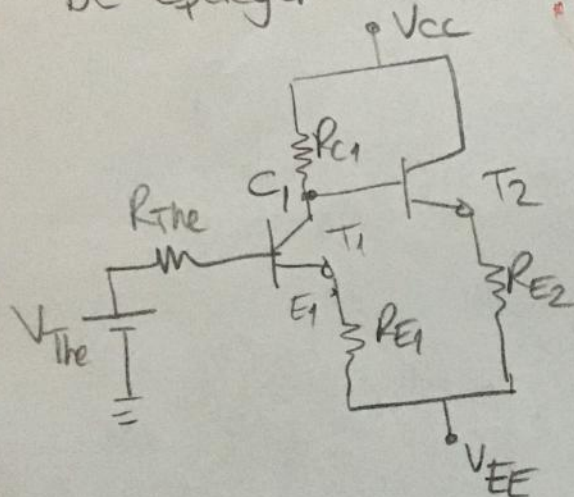 VCC
RC1
C1
T2
RThe
T1
RE2
E1
RE1
VThe
VEE